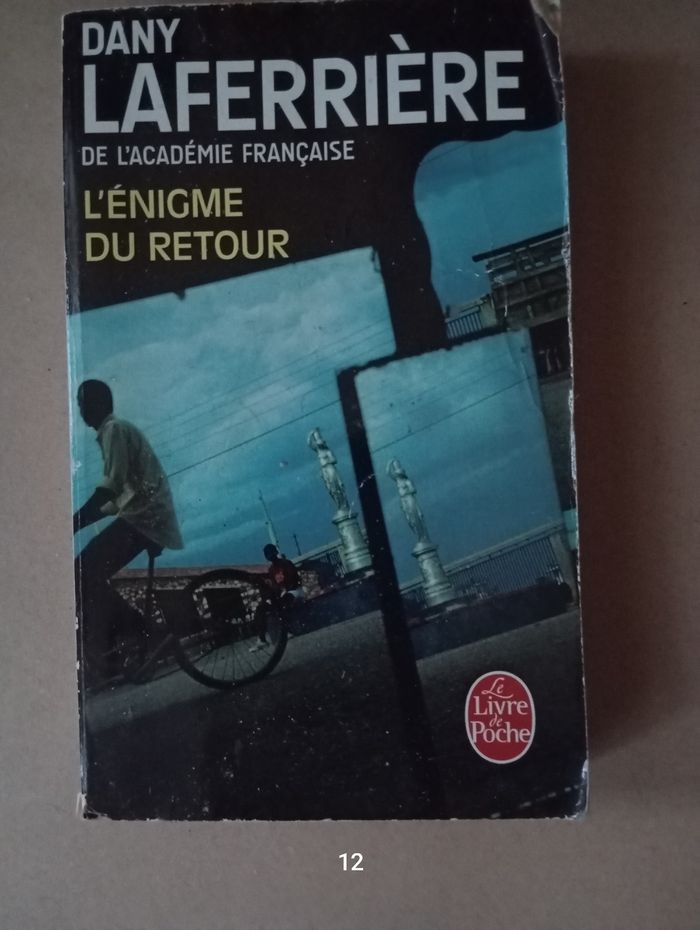 DANY
LAFERRIÈRE
DE L'ACADÉMIE FRANÇAISE
L'ÉNIGME
DU RETOUR
Le
Livre
de
Poche
12